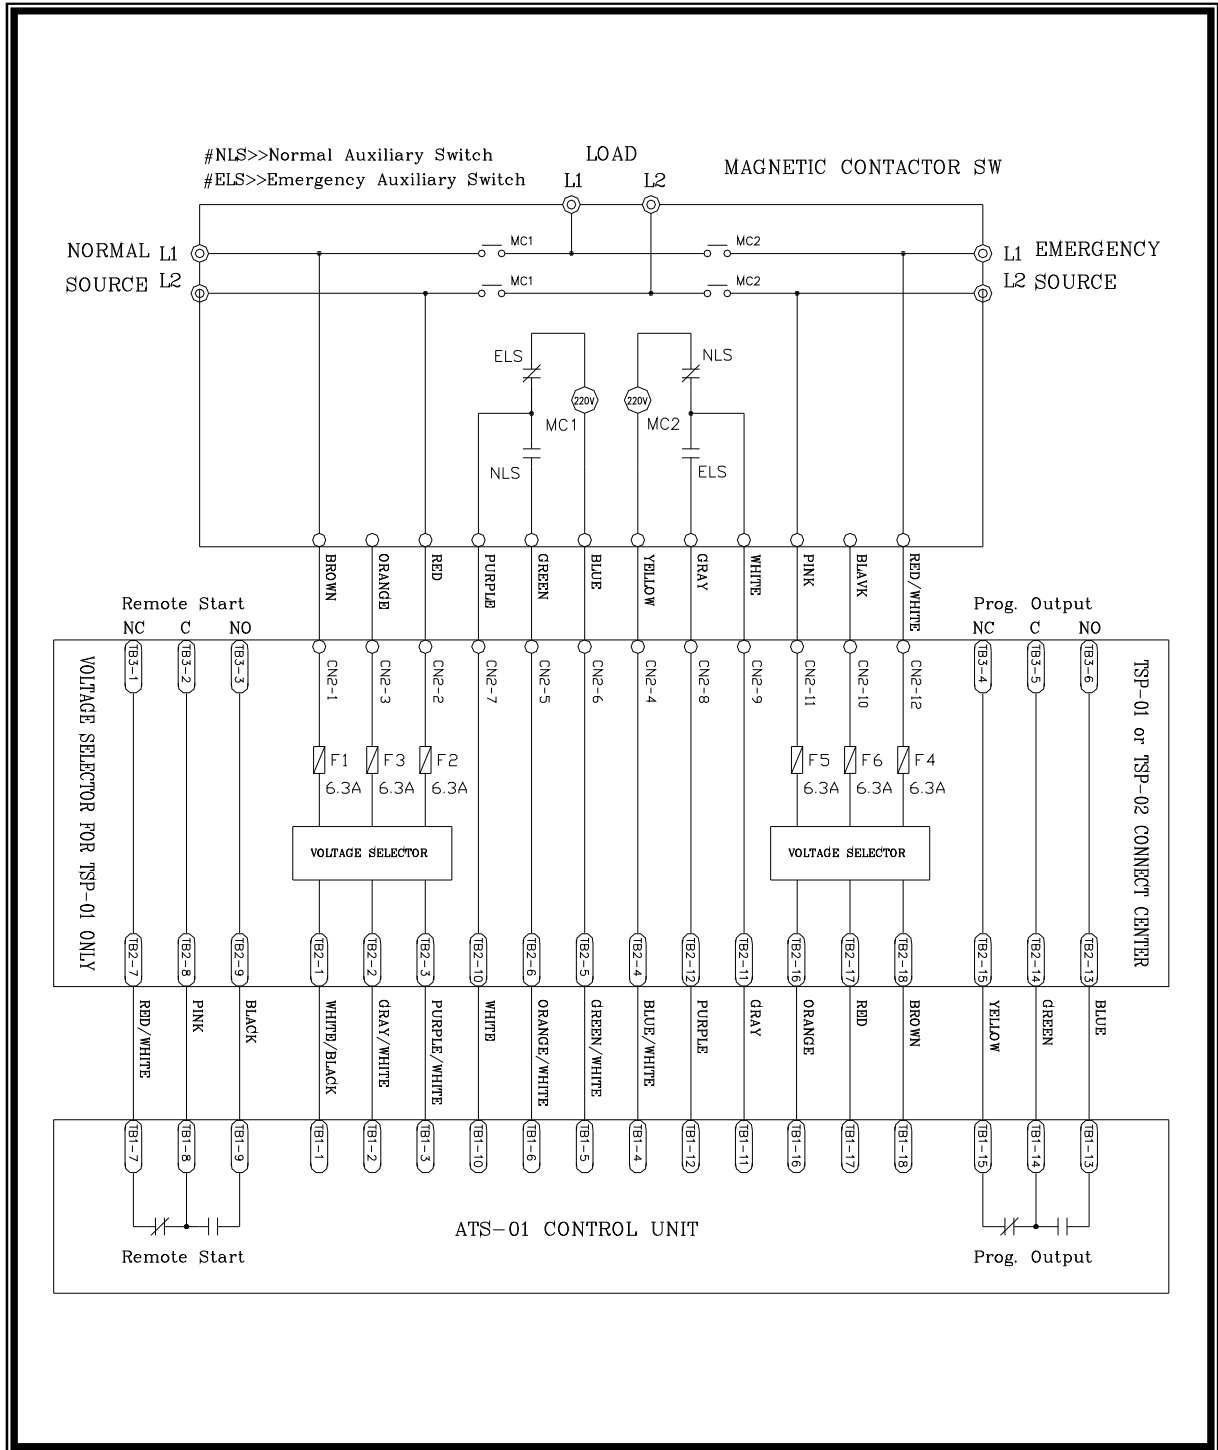 #NLS>>Normal Auxiliary Switch
LOAD
MAGNETIC CONTACTOR SW
#ELS>>Emergency Auxiliary Switch
L1
L2
NORMAL L1
MC1
MC2
L1 EMERGENCY
SOURCE L2
MC1
MC2
L2 SOURCE
ELS
NLS
220V
220V
MC1
MC2
NLS
ELS
BROWN
ORANGE
RED
PURPLE
GREEN
BLUE
YELLOW
GRAY
WHITE
PINK
BLAVK
RED/WHITE
Remote Start
Prog. Output
NC
C
NO
NC
C
NO
VOLTAGE SELECTOR FOR TSP-01 ONLY
TB3-1
TB3-2
TB3-3
CN2-1
CN2-3
CN2-2
CN2-7
CN2-5
CN2-6
CN2-4
CN2-8
CN2-9
CN2-11
CN2-10
CN2-12
TB3-4
TB3-5
TB3-6
TSP-01 or TSP-02 CONNECT CENTER
F1
F3
F2
F5
F6
F4
6.3A
6.3A
6.3A
6.3A
6.3A
6.3A
VOLTAGE SELECTOR
VOLTAGE SELECTOR
TB2-7
TB2-8
TB2-9
TB2-1
TB2-2
TB2-3
TB2-10
TB2-6
TB2-5
TB2-4
TB2-12
TB2-11
TB2-16
TB2-17
TB2-18
TB2-15
TB2-14
TB2-13
RED/WHITE
PINK
BLACK
WHITE/BLACK
GRAY/WHITE
PURPLE/WHITE
WHITE
ORANGE/WHITE
GREEN/WHITE
BLUE/WHITE
PURPLE
GRAY
ORANGE
RED
BROWN
YELLOW
GREEN
BLUE
TB1-7
TB1-8
TB1-9
TB1-1
TB1-2
TB1-3
TB1-10
TB1-6
TB1-5
TB1-4
TB1-12
TB1-11
TB1-16
TB1-17
TB1-18
TB1-15
TB1-14
TB1-13
ATS-01 CONTROL UNIT
Remote Start
Prog. Output